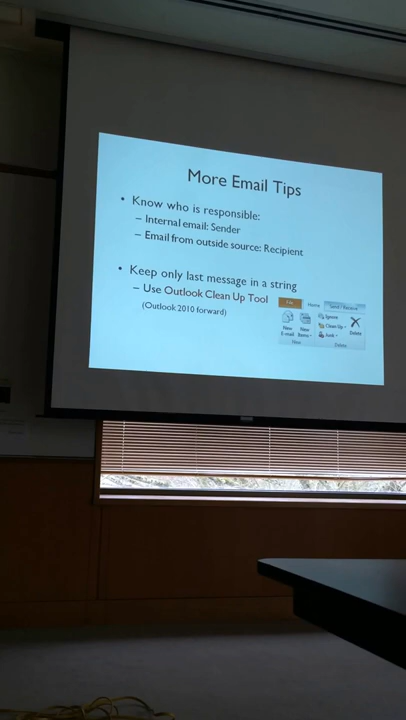 More Email Tips
• Know who is responsible:
– Internal email: Sender
– Email from outside source: Recipient
• Keep only last message in a string
– Use Outlook Clean Up Tool
(Outlook 2010 forward)
File Home Send / Receive
New E-mail
New Items
Ignore
Clean Up
Junk
Delete
New Delete